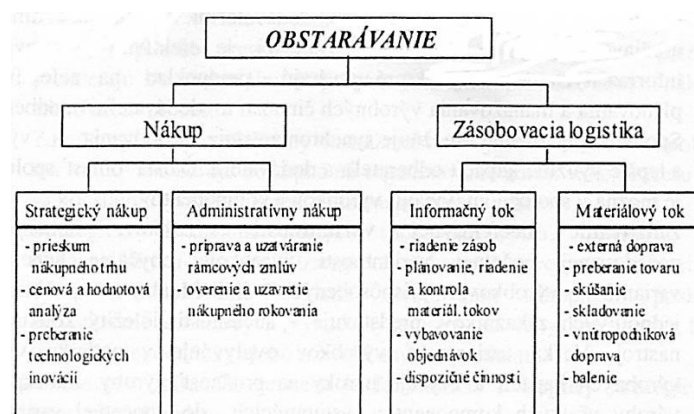 OBSTARÁVANIE
Nákup
Zásobovacia logistika
Strategický nákup
- prieskum
nákupného trhu
- cenová a hodnotová
analýza
- preberanie
technologických
inovácií
Administratívny nákup
- príprava a uzatváranie
rámcových zmlúv
- overenie a uzavretie
nákupného rokovania
Informačný tok
- riadenie zásob
- plánovanie, riadenie
a kontrola
materiál. tokov
- vybavovanie
objednávok
- dispozičné činnosti
Materiálový tok
- externá doprava
- preberanie tovaru
- skúšanie
- skladovanie
- vnútropodniková
doprava
- balenie